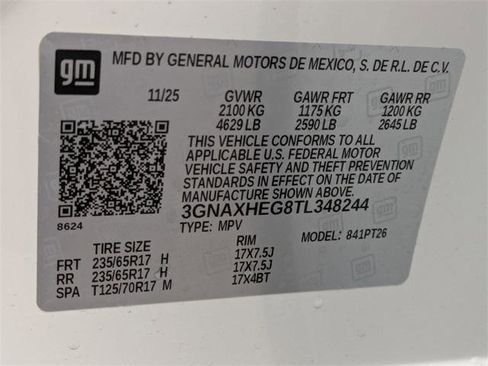 gm
MFD BY GENERAL MOTORS DE MEXICO, S. DE R.L. DE C.V.
11/25 GVWR GAWR FRT GAWR RR
2100 KG 1175 KG 1200 KG
4629 LB 2590 LB 2645 LB
THIS VEHICLE CONFORMS TO ALL
APPLICABLE U.S. FEDERAL MOTOR
VEHICLE SAFETY AND THEFT PREVENTION
STANDARDS IN EFFECT ON THE DATE OF
MANUFACTURE SHOWN ABOVE.
3GNAXHEG8TL348244
8624 TYPE: MPV MODEL: 841PT26
TIRE SIZE RIM
FRT 235/65R17 H 17X7.5J
RR 235/65R17 H 17X7.5J
SPA T125/70R17 M 17X4BT